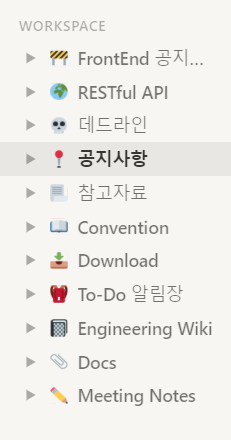 WORKSPACE
FrontEnd 공지...
RESTful API
데드라인
공지사항
참고자료
Convention
Download
To-Do 알림장
Engineering Wiki
Docs
Meeting Notes